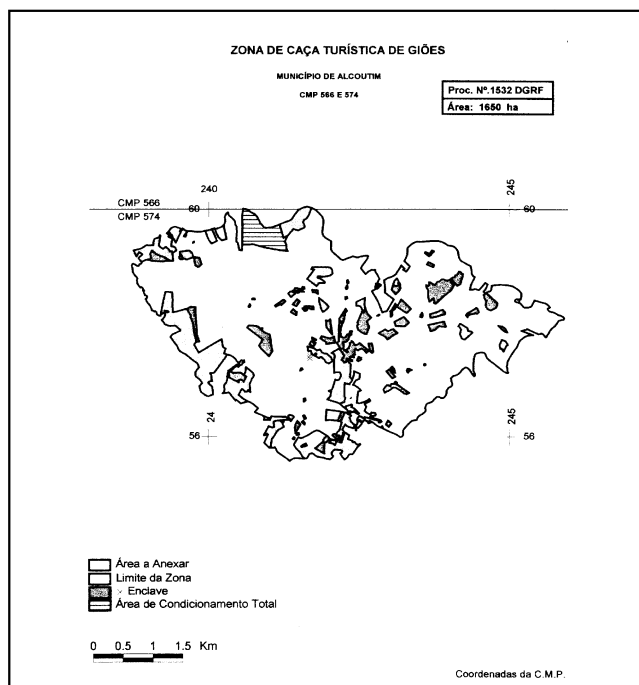 ZONA DE CAÇA TURÍSTICA DE GIÕES
MUNICÍPIO DE ALCOUTIM
CMP 566 E 574
Proc. Nº.1532 DGRF
Área: 1650 ha
240
245
CMP 566
60
60
CMP 574
24
245
56
56
Área a Anexar
Limite da Zona
Enclave
Área de Condicionamento Total
0 0.5 1 1.5 Km
Coordenadas da C.M.P.